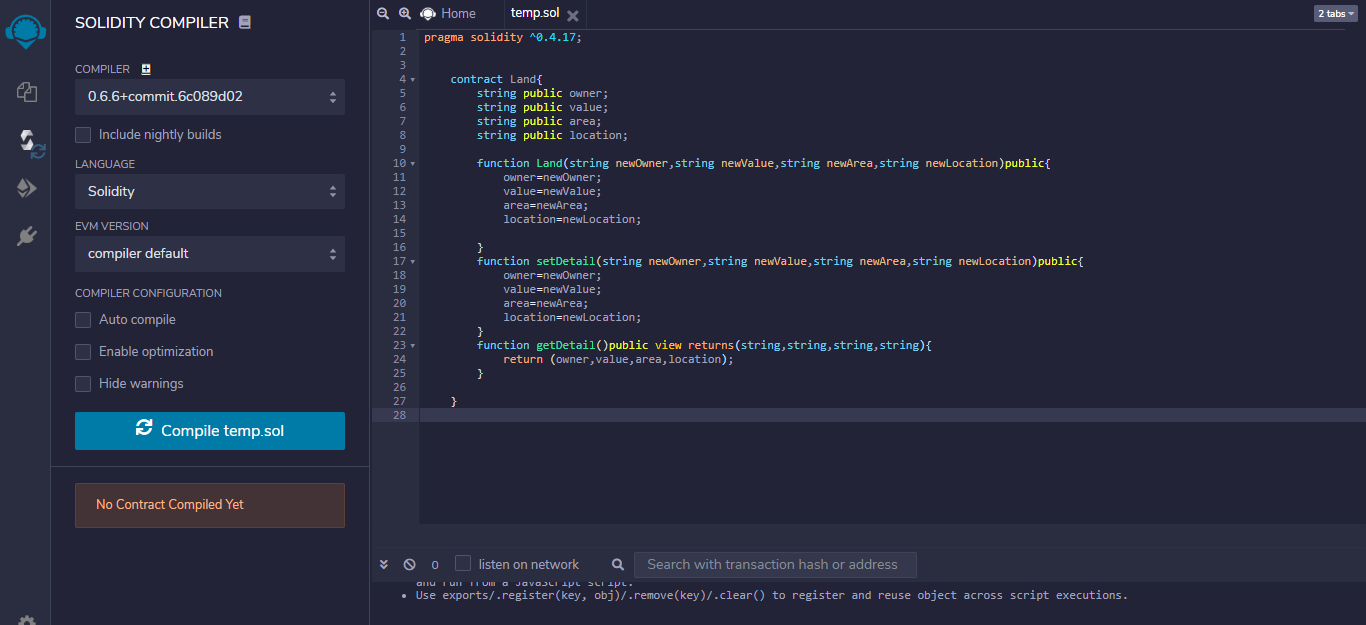 SOLIDITY COMPILER
COMPILER
0.6.6+commit.6c089d02
Include nightly builds
LANGUAGE
Solidity
EVM VERSION
compiler default
COMPILER CONFIGURATION
Auto compile
Enable optimization
Hide warnings
Compile temp.sol
No Contract Compiled Yet
Home
temp.sol
2 tabs
1 pragma solidity ^0.4.17;
2
3
4 contract Land{
5 string public owner;
6 string public value;
7 string public area;
8 string public location;
9
10 function Land(string newOwner,string newValue,string newArea,string newLocation)public{
11 owner=newOwner;
12 value=newValue;
13 area=newArea;
14 location=newLocation;
15
16 }
17 function setDetail(string newOwner,string newValue,string newArea,string newLocation)public{
18 owner=newOwner;
19 value=newValue;
20 area=newArea;
21 location=newLocation;
22 }
23 function getDetail()public view returns(string,string,string,string){
24 return (owner,value,area,location);
25 }
26
27 }
28
0
listen on network
Search with transaction hash or address
and run from a JavaScript script.
• Use exports/.register(key, obj)/.remove(key)/.clear() to register and reuse object across script executions.